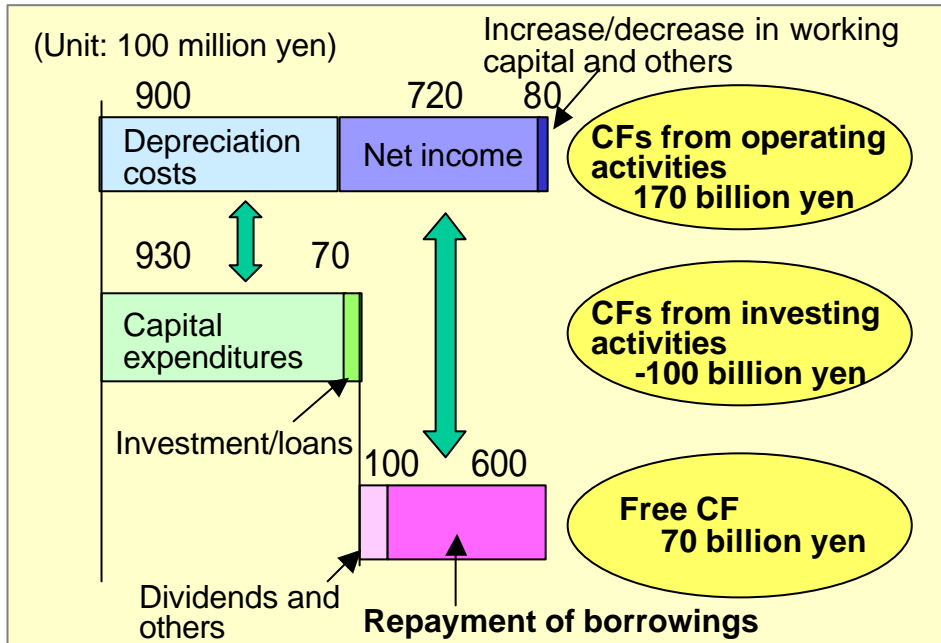 (Unit: 100 million yen)
Increase/decrease in working
capital and others
900
720
80
Depreciation
costs
Net income
CFs from operating
activities
170 billion yen
930
70
Capital
expenditures
CFs from investing
activities
-100 billion yen
Investment/loans
100
600
Free CF
70 billion yen
Dividends and
others
Repayment of borrowings